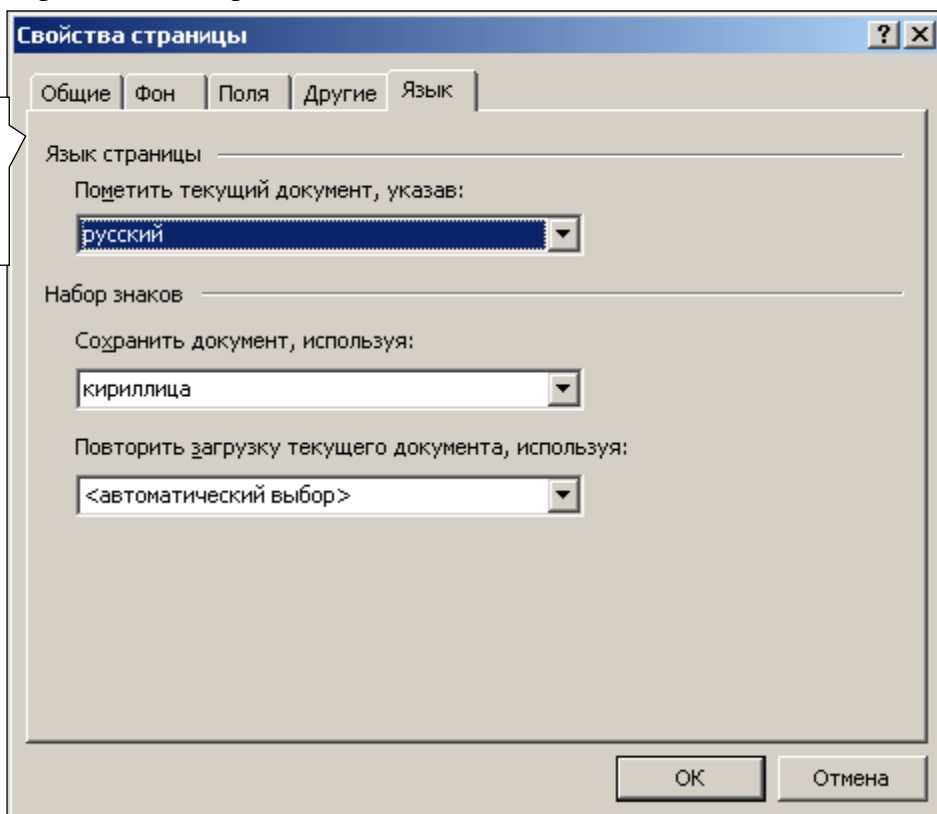 Свойства страницы
Общие Фон Поля Другие Язык
Язык страницы
Пометить текущий документ, указав:
русский
Набор знаков
Сохранить документ, используя:
кириллица
Повторить загрузку текущего документа, используя:
<автоматический выбор>
ОК Отмена